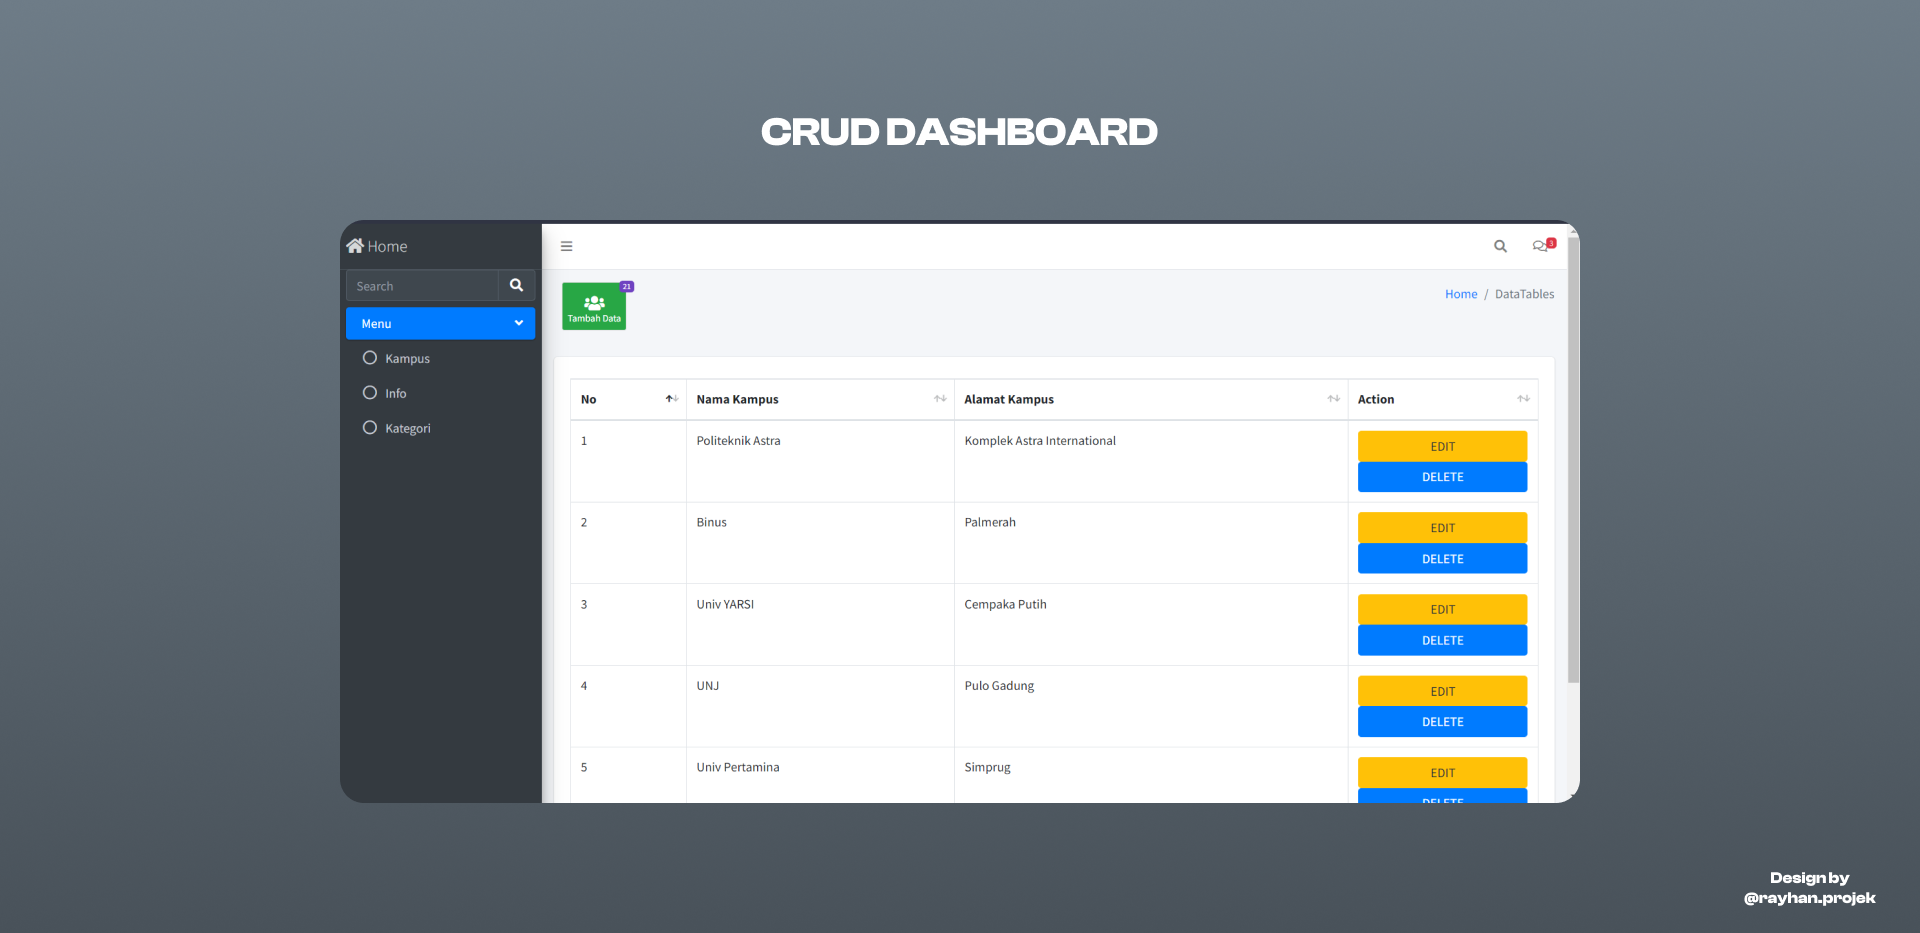 CRUD DASHBOARD
Home
Search
Menu
Kampus
Info
Kategori
3
21
Tambah Data
Home / DataTables
No Nama Kampus Alamat Kampus Action
1 Politeknik Astra Komplek Astra International EDIT
DELETE
2 Binus Palmerah EDIT
DELETE
3 Univ YARSI Cempaka Putih EDIT
DELETE
4 UNJ Pulo Gadung EDIT
DELETE
5 Univ Pertamina Simprug EDIT
DELETE
Design by
@rayhan.projek